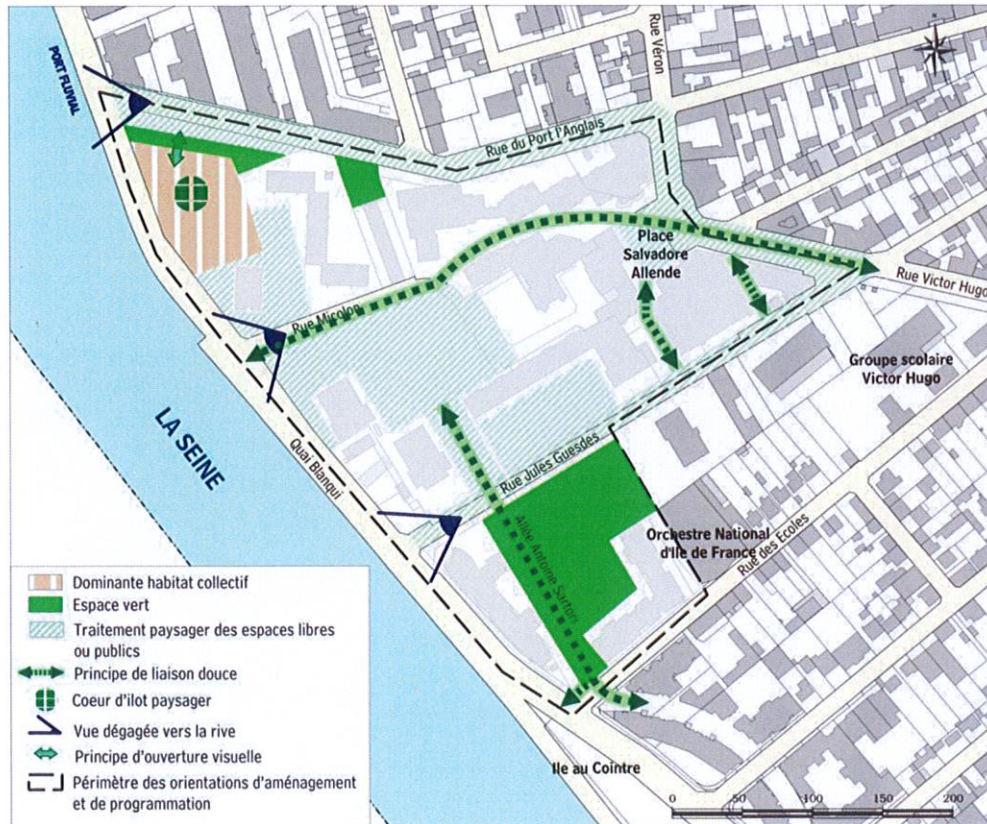 PORT FLUVIAL
Rue Véron
Rue du Port l'Anglais
Place
Salvadore
Allende
Rue Victor Hugo
Rue Micolon
Groupe scolaire
Victor Hugo
LA SEINE
Quai Blanqui
Rue Jules Guesdes
Allée Antoine Sartori
Orchestre National
d'Ile de France
Rue des Ecoles
Ile au Cointre
Dominante habitat collectif
Espace vert
Traitement paysager des espaces libres
ou publics
Principe de liaison douce
Coeur d'ilot paysager
Vue dégagée vers la rive
Principe d'ouverture visuelle
Périmètre des orientations d'aménagement
et de programmation
0 50 100 150 200